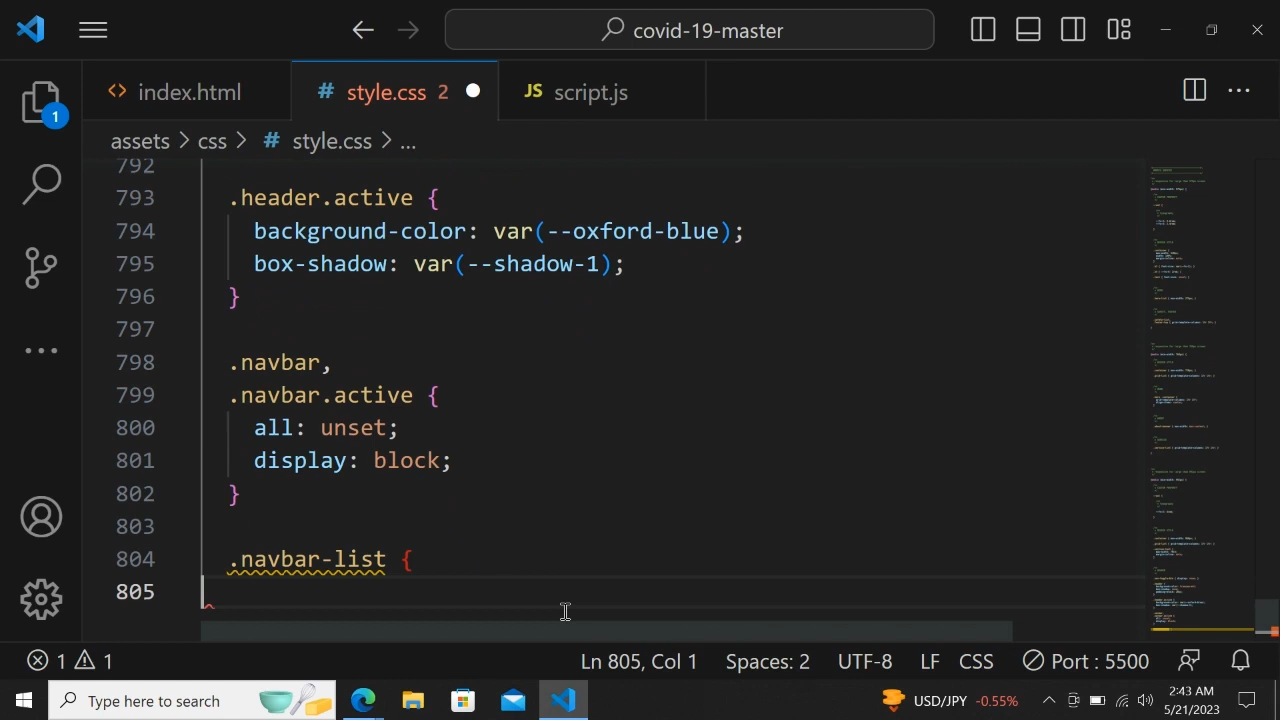 covid-19-master
index.html
style.css 2
JS script.js
1
assets > css > # style.css > ...
792
793 .header.active {
794 background-color: var(--oxford-blue);
795 box-shadow: var(--shadow-1);
796 }
797
798 .navbar,
799 .navbar.active {
800 all: unset;
801 display: block;
802 }
803
804 .navbar-list {
805
1 1 Ln 805, Col 1 Spaces: 2 UTF-8 LF CSS Port : 5500
Type here to search USD/JPY -0.55% 2:43 AM
5/21/2023